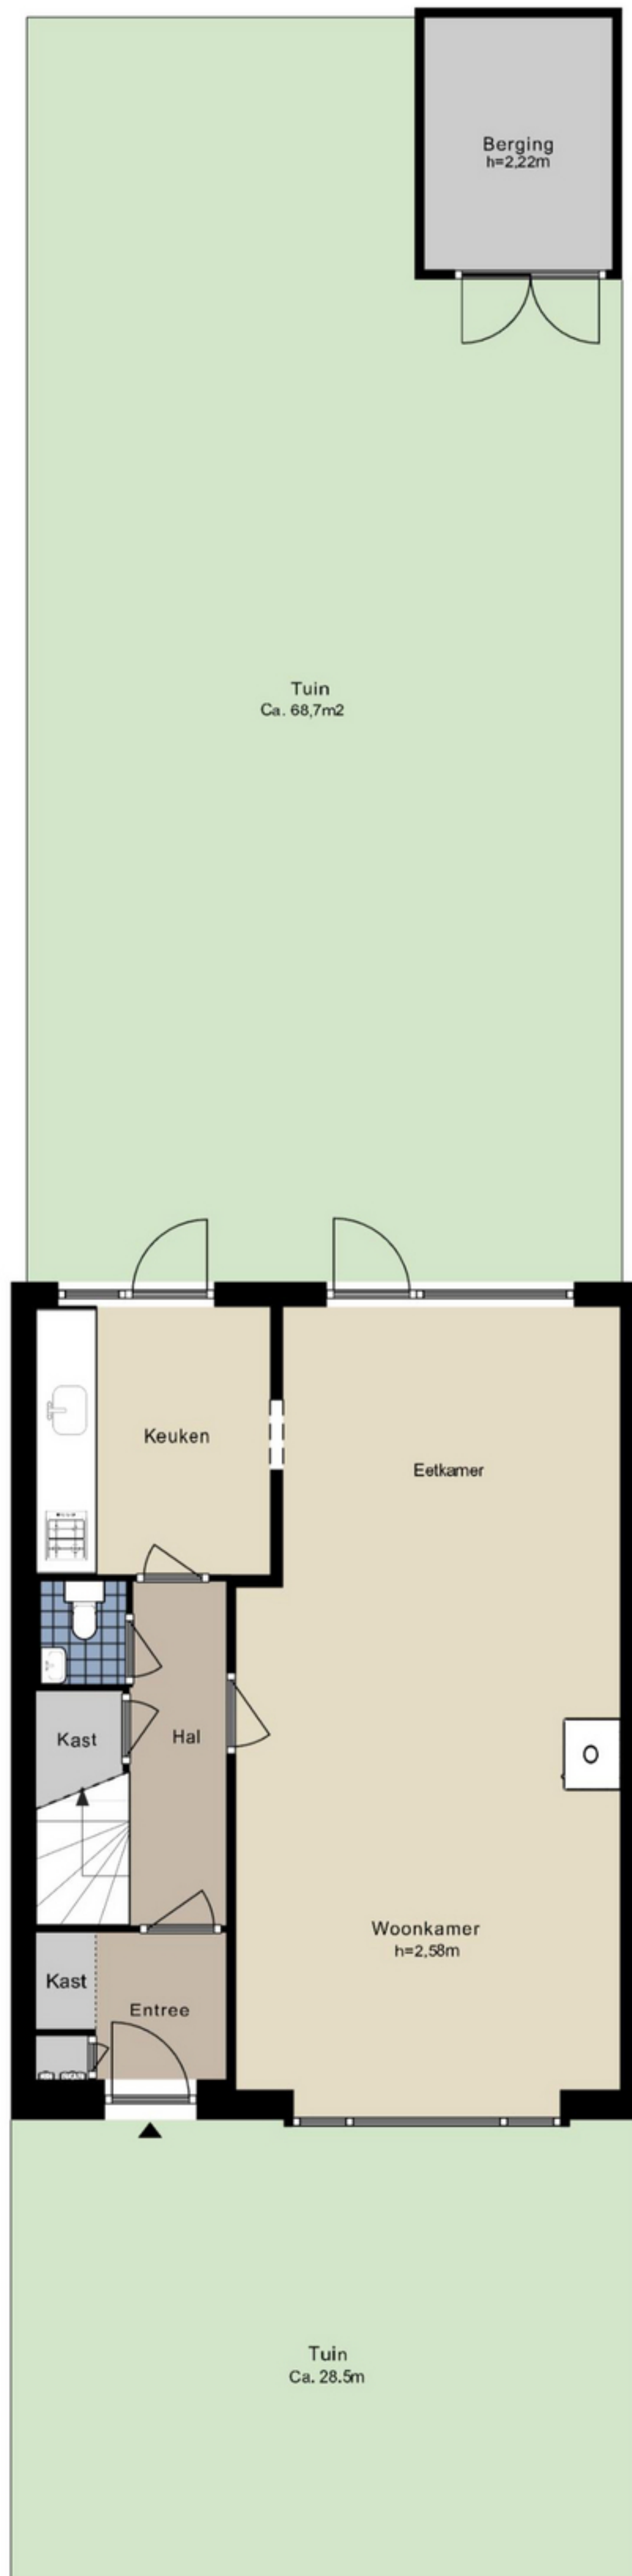 Berging
h=2,22m
Tuin
Ca. 68,7m2
Keuken
Eetkamer
Kast
Hal
Woonkamer
h=2,58m
Kast
Entree
Tuin
Ca. 28.5m